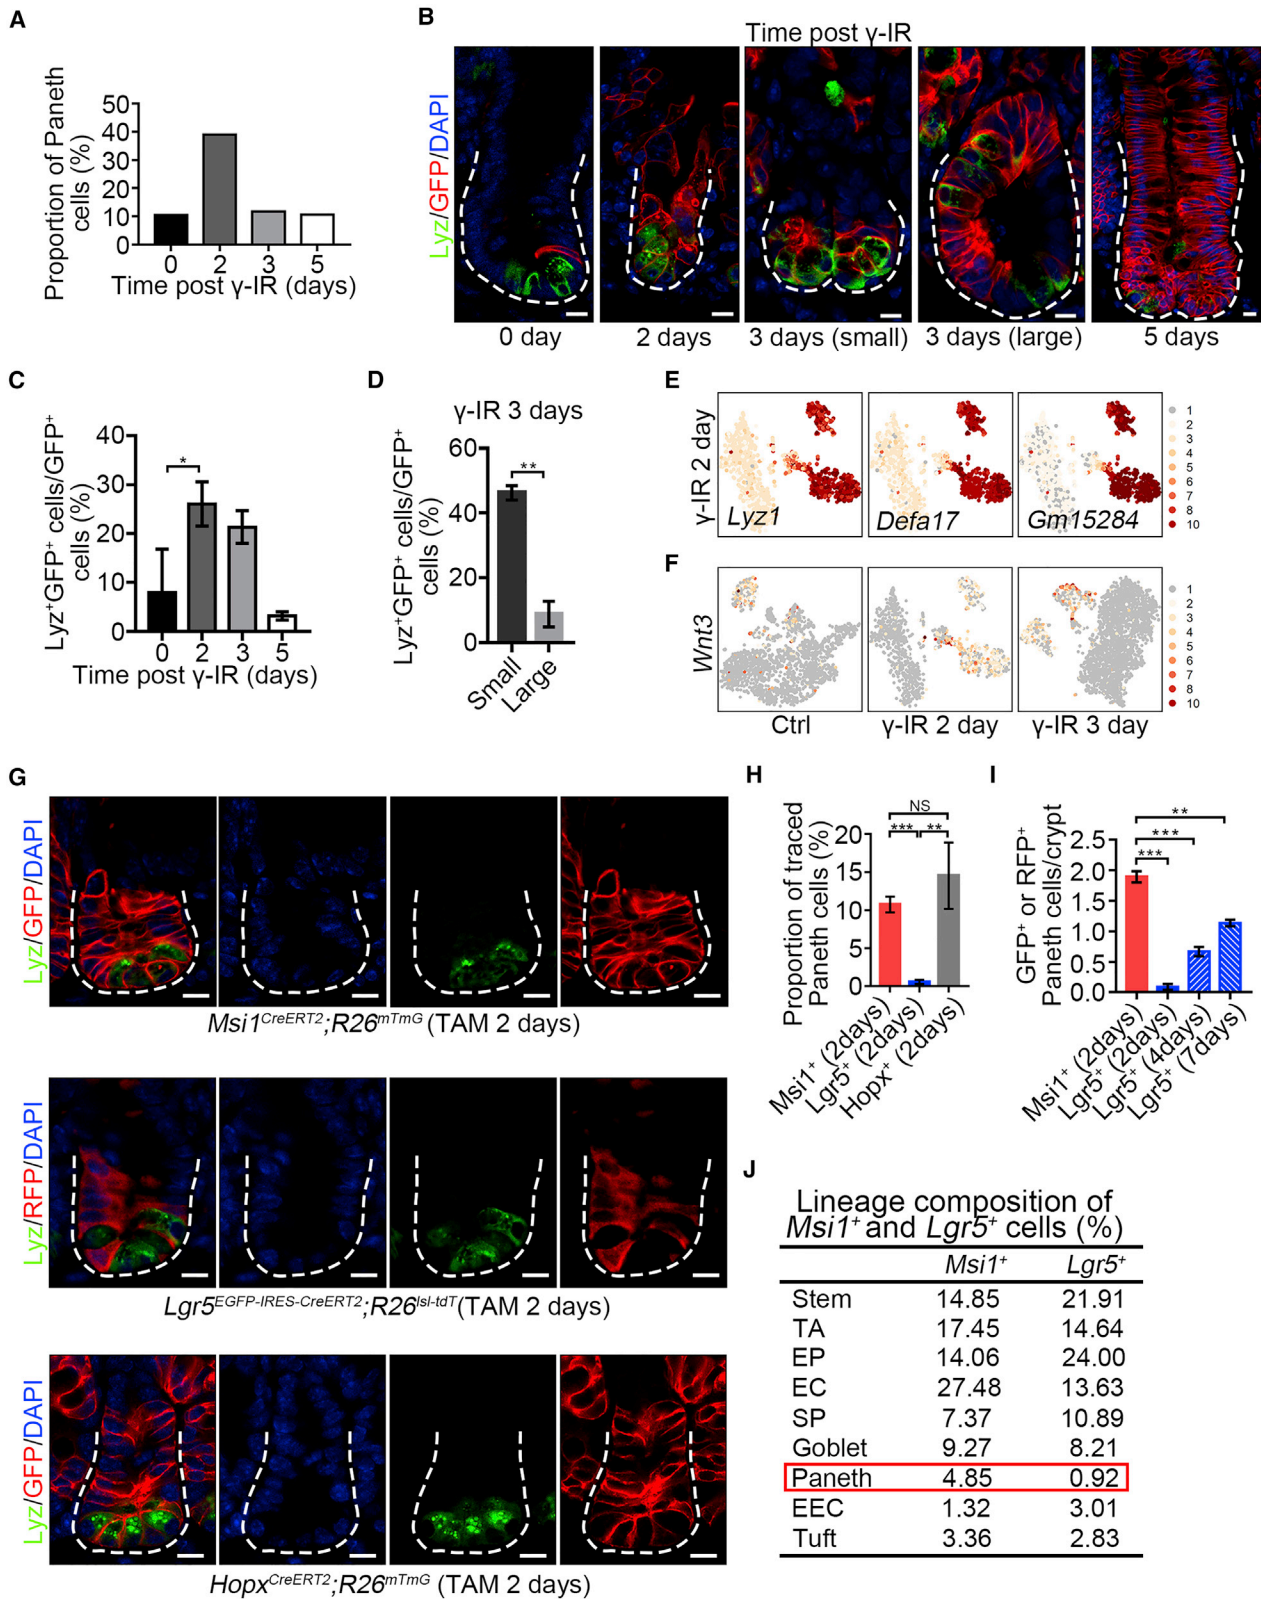 A
Proportion of Paneth
cells (%)
50
40
30
20
10
0
0 2 3 5
Time post γ-IR (days)
B
Time post γ-IR
Lyz/GFP/DAPI
0 day
2 days
3 days (small)
3 days (large)
5 days
C
Lyz⁺GFP⁺ cells/GFP⁺
cells (%)
40
30
20
10
0
*
0 2 3 5
Time post γ-IR (days)
D
γ-IR 3 days
Lyz⁺GFP⁺ cells/GFP⁺
cells (%)
60
40
20
0
**
Small
Large
E
γ-IR 2 day
Lyz1
Defa17
Gm15284
1
2
3
4
5
6
7
8
10
F
Wnt3
Ctrl
γ-IR 2 day
γ-IR 3 day
1
2
3
4
5
6
7
8
10
G
Lyz/GFP/DAPI
Msi1CreERT2;R26mTmG (TAM 2 days)
Lyz/RFP/DAPI
Lgr5EGFP-IRES-CreERT2;R26lsl-tdT(TAM 2 days)
Lyz/GFP/DAPI
HopxCreERT2;R26mTmG (TAM 2 days)
H
Proportion of traced
Paneth cells (%)
20
15
10
5
0
NS
*** **
Msi1⁺ (2days)
Lgr5⁺ (2days)
Hopx⁺ (2days)
I
GFP⁺ or RFP⁺
Paneth cells/crypt
2.5
2.0
1.5
1.0
0.5
0.0
**
***
***
Msi1⁺ (2days)
Lgr5⁺ (2days)
Lgr5⁺ (4days)
Lgr5⁺ (7days)
J
Lineage composition of
Msi1⁺ and Lgr5⁺ cells (%)
Msi1⁺ Lgr5⁺
Stem 14.85 21.91
TA 17.45 14.64
EP 14.06 24.00
EC 27.48 13.63
SP 7.37 10.89
Goblet 9.27 8.21
Paneth 4.85 0.92
EEC 1.32 3.01
Tuft 3.36 2.83